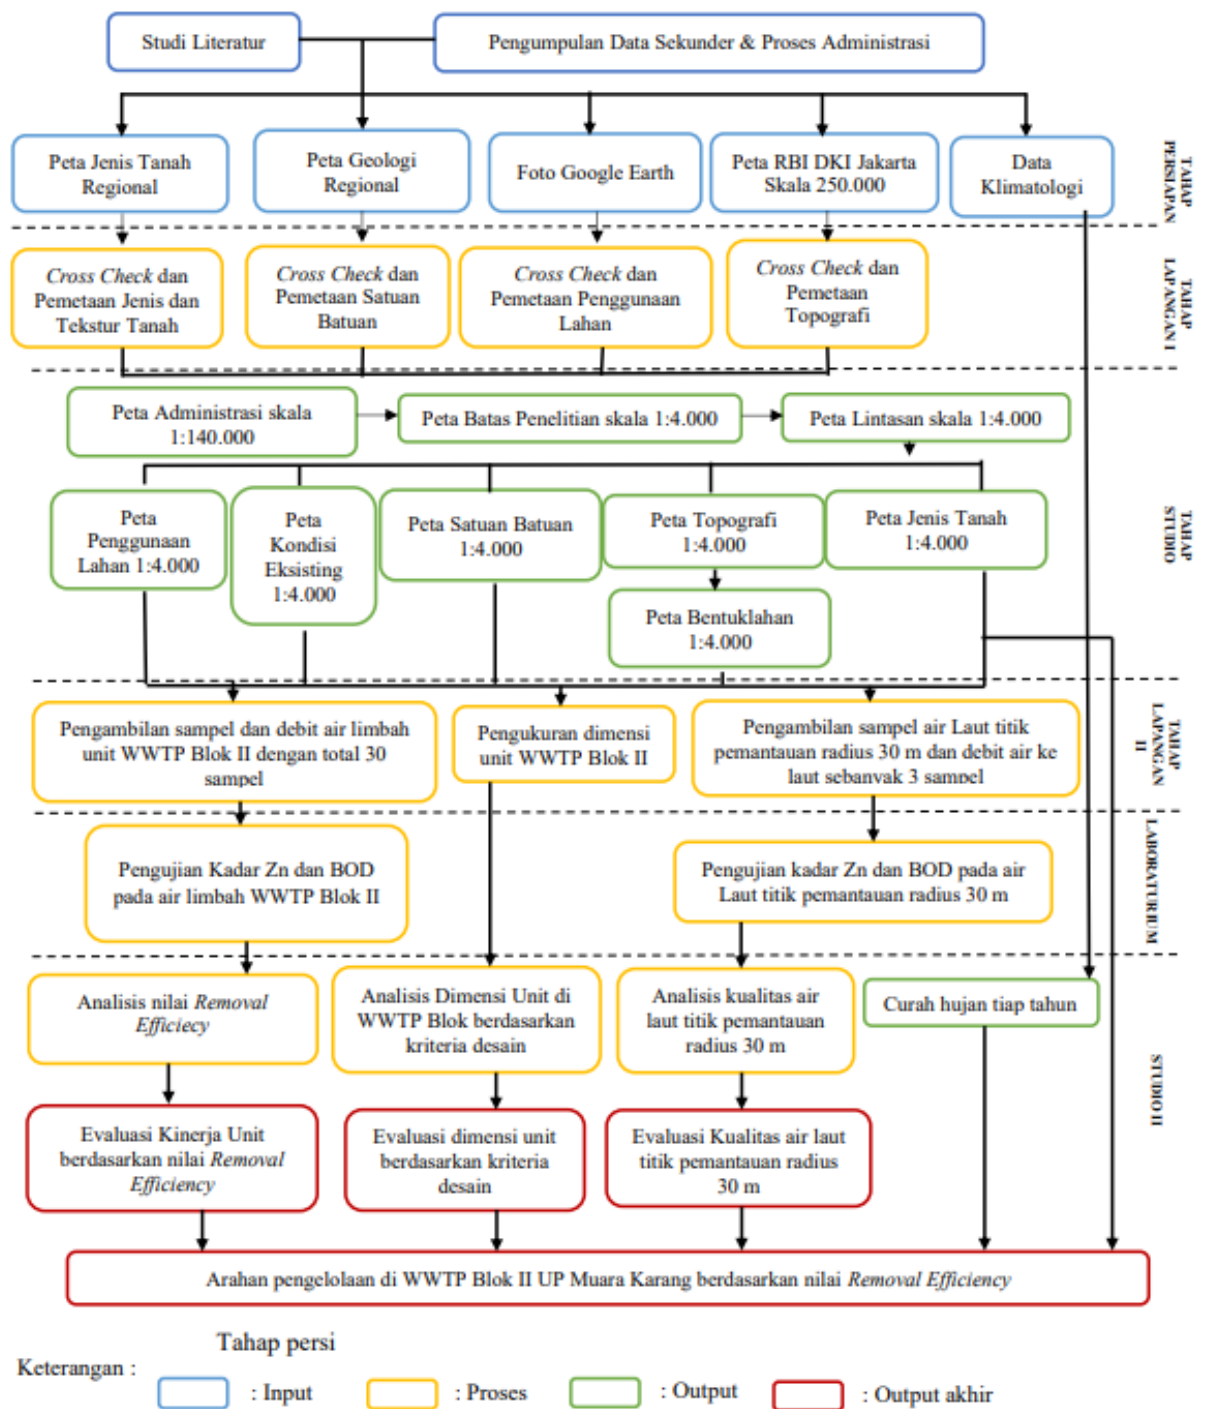 Studi Literatur
Pengumpulan Data Sekunder & Proses Administrasi
Peta Jenis Tanah
Regional
Peta Geologi
Regional
Foto Google Earth
Peta RBI DKI Jakarta
Skala 250.000
Data
Klimatologi
TAHAP
PERSIAPAN
Cross Check dan
Pemetaan Jenis dan
Tekstur Tanah
Cross Check dan
Pemetaan Satuan
Batuan
Cross Check dan
Pemetaan Penggunaan
Lahan
Cross Check dan
Pemetaan
Topografi
TAHAP
LAPANGAN I
Peta Administrasi skala
1:140.000
Peta Batas Penelitian skala 1:4.000
Peta Lintasan skala 1:4.000
Peta
Penggunaan
Lahan 1:4.000
Peta
Kondisi
Eksisting
1:4.000
Peta Satuan Batuan
1:4.000
Peta Topografi
1:4.000
Peta Jenis Tanah
1:4.000
Peta Bentuklahan
1:4.000
TAHAP
STUDIO
Pengambilan sampel dan debit air limbah
unit WWTP Blok II dengan total 30
sampel
Pengukuran dimensi
unit WWTP Blok II
Pengambilan sampel air Laut titik
pemantauan radius 30 m dan debit air ke
laut sebanyak 3 sampel
TAHAP
LAPANGAN
II
Pengujian Kadar Zn dan BOD
pada air limbah WWTP Blok II
Pengujian kadar Zn dan BOD pada air
Laut titik pemantauan radius 30 m
LABORATURIUM
Analisis nilai Removal
Efficiecy
Analisis Dimensi Unit di
WWTP Blok berdasarkan
kriteria desain
Analisis kualitas air
laut titik pemantauan
radius 30 m
Curah hujan tiap tahun
Evaluasi Kinerja Unit
berdasarkan nilai Removal
Efficiency
Evaluasi dimensi unit
berdasarkan kriteria
desain
Evaluasi Kualitas air laut
titik pemantauan radius
30 m
STUDIO II
Arahan pengelolaan di WWTP Blok II UP Muara Karang berdasarkan nilai Removal Efficiency
Tahap persi
Keterangan :
: Input
: Proses
: Output
: Output akhir